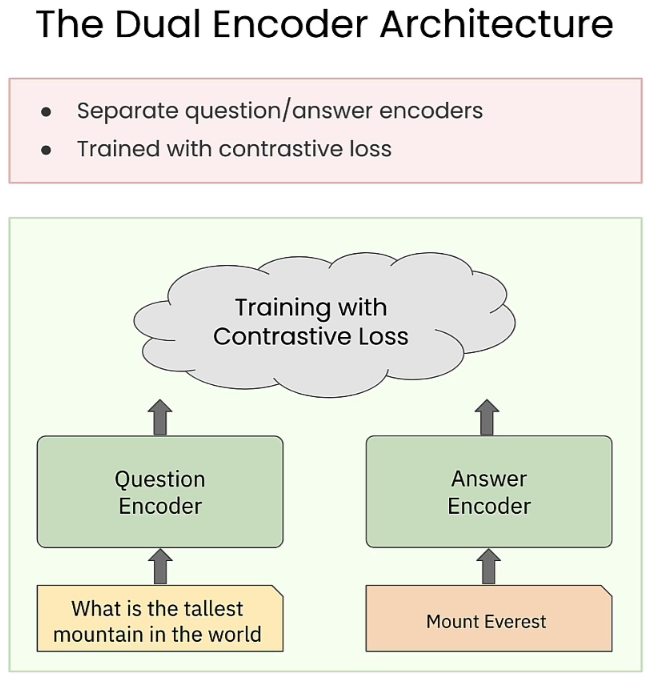 The Dual Encoder Architecture
● Separate question/answer encoders
● Trained with contrastive loss
Training with
Contrastive Loss
Question
Encoder
Answer
Encoder
What is the tallest
mountain in the world
Mount Everest